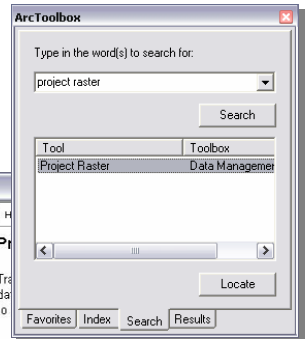 ArcToolbox
Type in the word(s) to search for:
project raster
Search
Tool Toolbox
Project Raster Data Managemer
Locate
Favorites Index Search Results